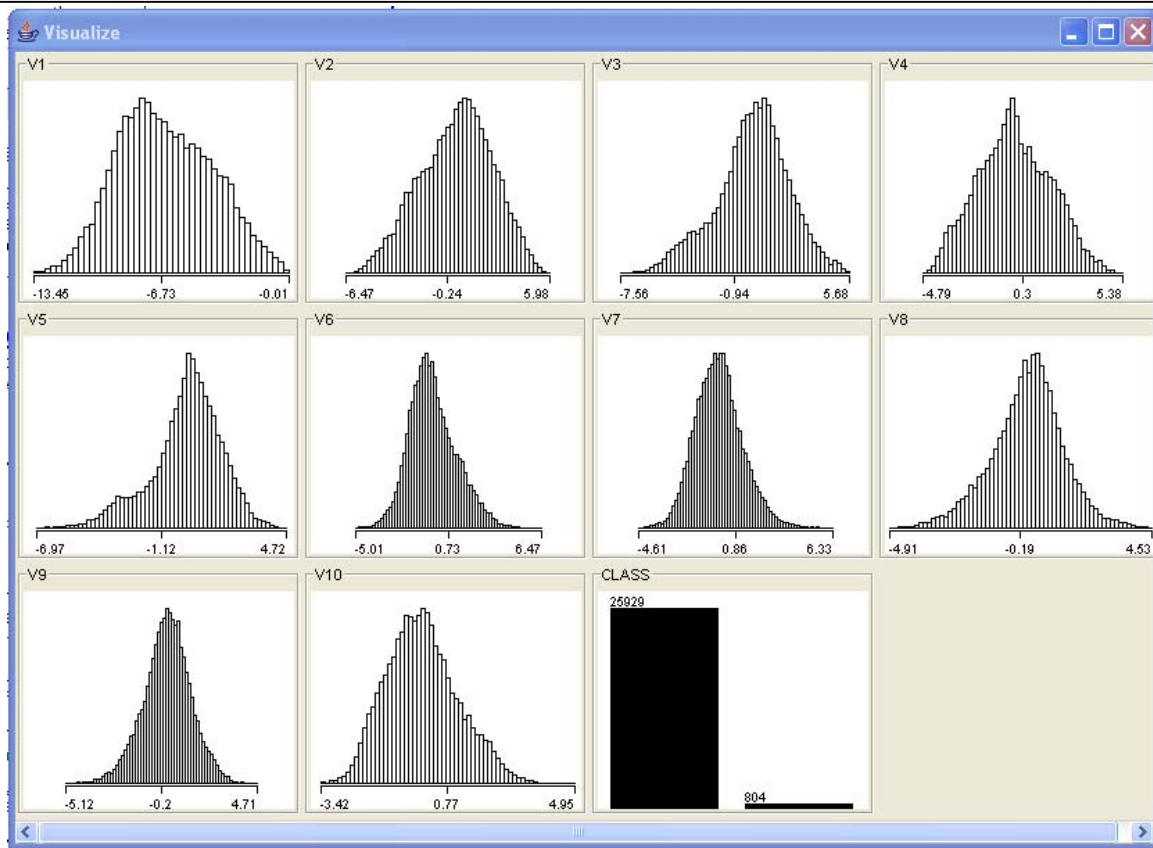 Visualize
V1
V2
V3
V4
-13.45 -6.73 -0.01
-6.47 -0.24 5.98
-7.56 -0.94 5.68
-4.79 0.3 5.38
V5
V6
V7
V8
-6.97 -1.12 4.72
-5.01 0.73 6.47
-4.61 0.86 6.33
-4.91 -0.19 4.53
V9
V10
CLASS
25929
804
-5.12 -0.2 4.71
-3.42 0.77 4.95